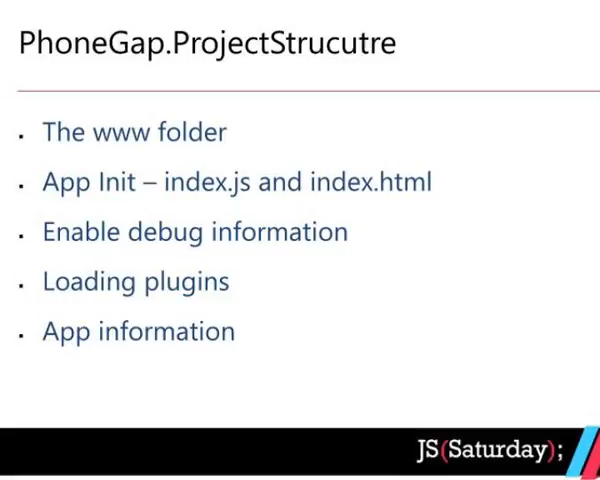 PhoneGap.ProjectStrucutre
▪ The www folder
▪ App Init – index.js and index.html
▪ Enable debug information
▪ Loading plugins
▪ App information
JS(Saturday);